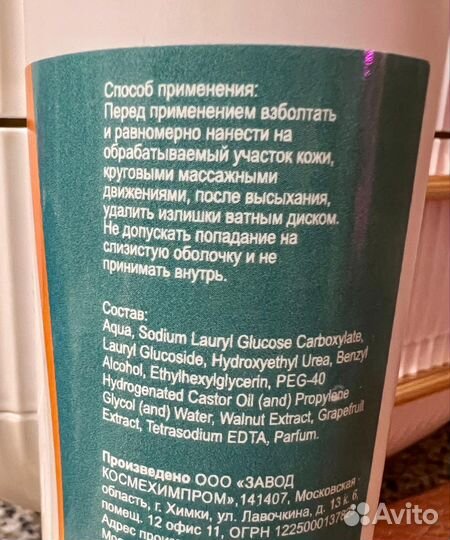 Способ применения:
Перед применением взболтать
и равномерно нанести на
обрабатываемый участок кожи,
круговыми массажными
движениями, после высыхания,
удалить излишки ватным диском.
Не допускать попадание на
слизистую оболочку и не
принимать внутрь.
Состав:
Aqua, Sodium Lauryl Glucose Carboxylate,
Lauryl Glucoside, Hydroxyethyl Urea, Benzyl
Alcohol, Ethylhexylglycerin, PEG-40
Hydrogenated Castor Oil (and) Propylene
Glycol (and) Water, Walnut Extract, Grapefruit
Extract, Tetrasodium EDTA, Parfum.
Произведено ООО «ЗАВОД
КОСМЕХИМПРОМ»,141407, Московская
область, г. Химки, ул. Лавочкина, д. 13 к. 6,
помещ. 12 офис 11, ОГРН
Адрес
Avito